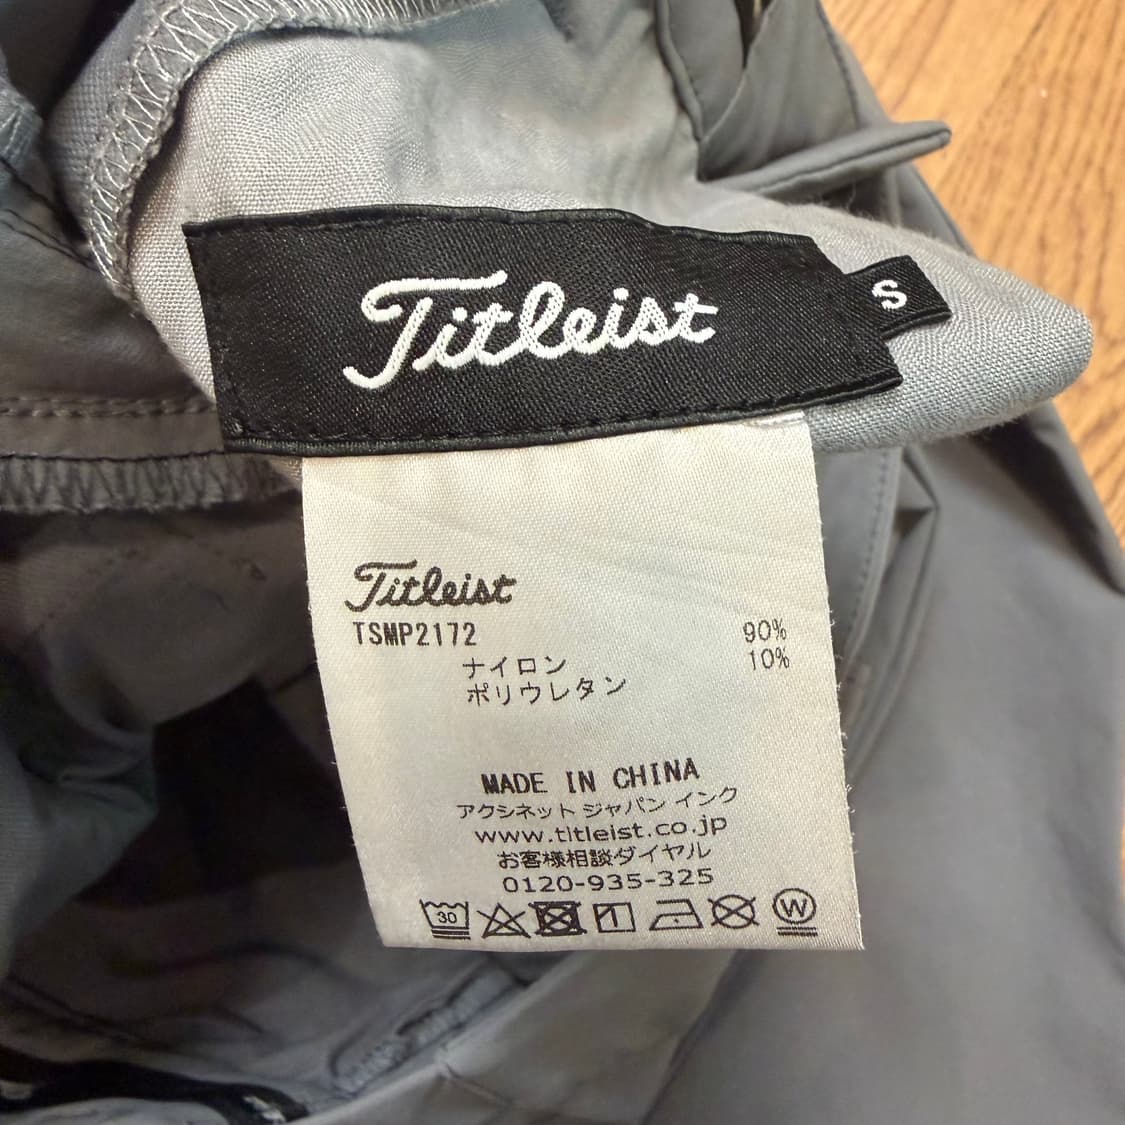 Titleist
S
Titleist
TSMP2172
ナイロン 90%
ポリウレタン 10%
MADE IN CHINA
アクシネット ジャパン インク
www.titleist.co.jp
お客様相談ダイヤル
0120-935-325
30 W